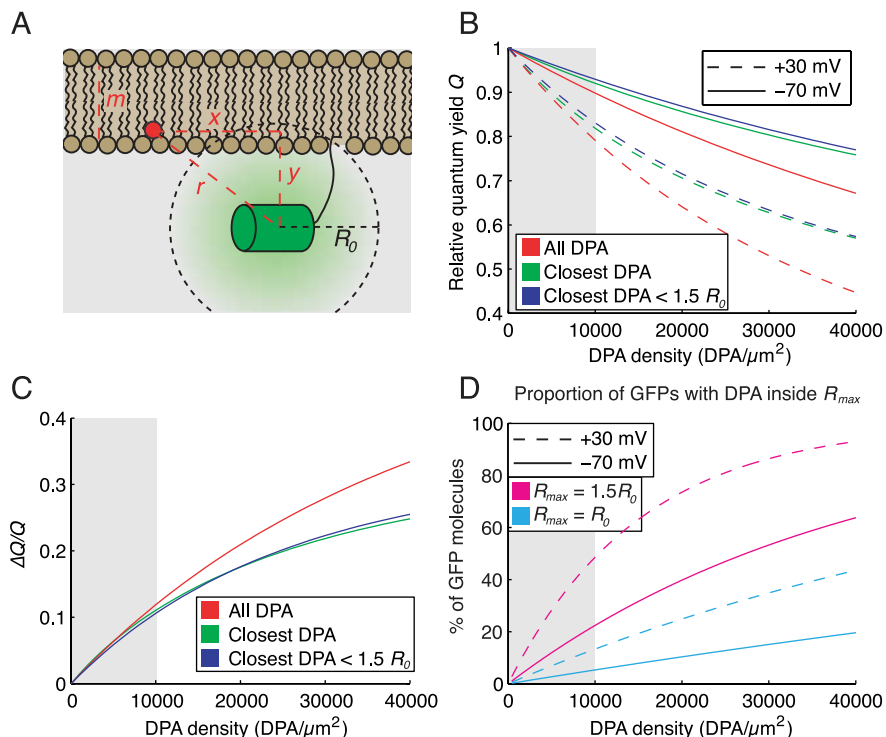 A
m
x
r
y
R0
B
Relative quantum yield Q
1
0.9
0.8
0.7
0.6
0.5
0.4
+30 mV
−70 mV
All DPA
Closest DPA
Closest DPA < 1.5 R0
0 10000 20000 30000 40000
DPA density (DPA/µm²)
C
ΔQ/Q
0.4
0.3
0.2
0.1
0
All DPA
Closest DPA
Closest DPA < 1.5 R0
0 10000 20000 30000 40000
DPA density (DPA/µm²)
D
Proportion of GFPs with DPA inside Rmax
% of GFP molecules
100
80
60
40
20
0
+30 mV
−70 mV
Rmax = 1.5R0
Rmax = R0
0 10000 20000 30000 40000
DPA density (DPA/µm²)